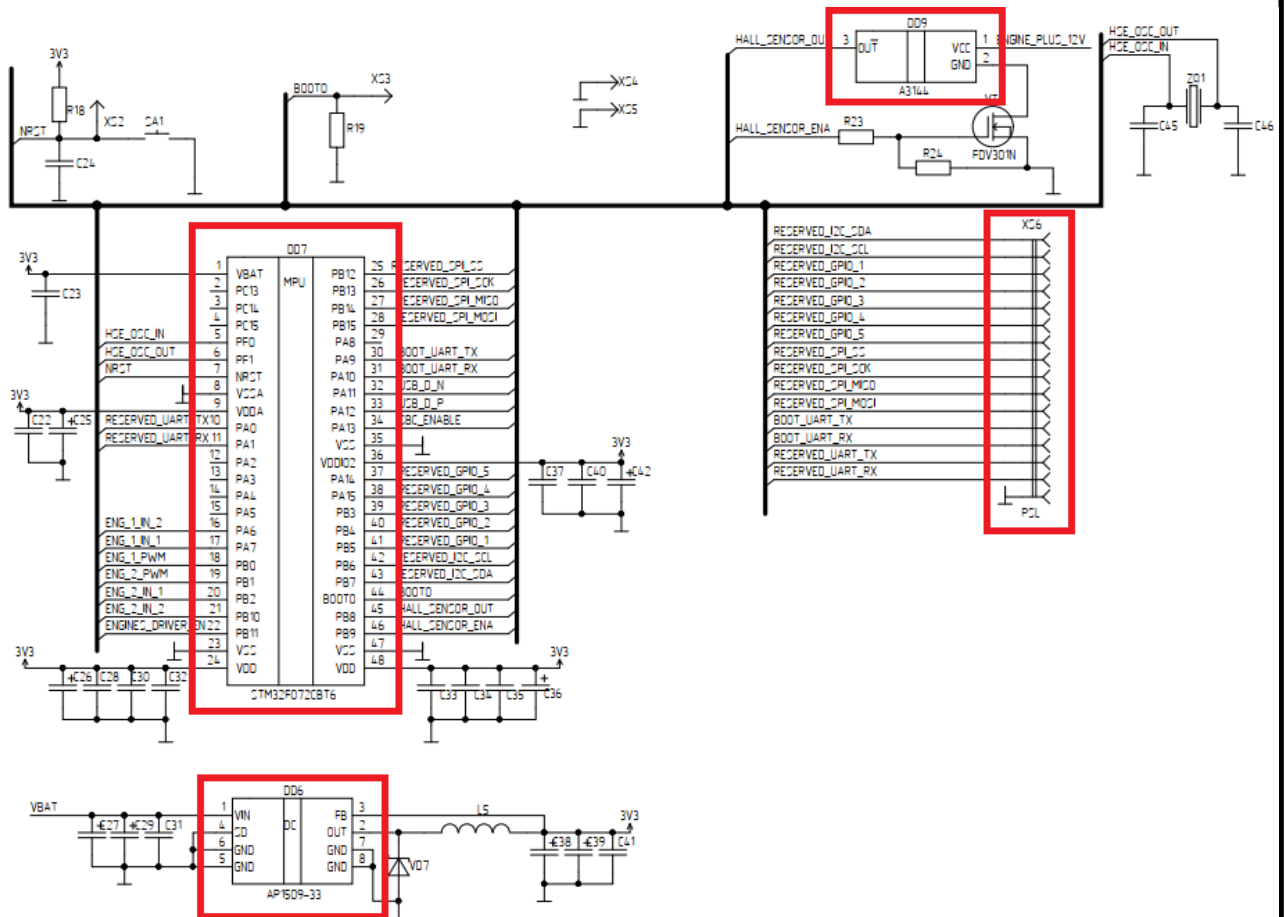 3V3
R18
XS2
SA1
NRST
C24
BOOT0
XS3
R19
XS4
XS5
DD9
HALL_SENSOR_OU 3 OUT VCC 1 ENGINE_PLUS_12V
GND 2
A3144
HALL_SENSOR_ENA R23
FDV301N
R24
HSE_OSC_OUT
HSE_OSC_IN
ZQ1
C45
C46
DD7
MPU
3V3
C23
1 VBAT
2 PC13
3 PC14
4 PC15
HSE_OSC_IN 5 PF0
HSE_OSC_OUT 6 PF1
NRST 7 NRST
8 VSSA
3V3
9 VDDA
C22
C25
RESERVED_UART_TX 10 PA0
RESERVED_UART_RX 11 PA1
12 PA2
13 PA3
14 PA4
15 PA5
ENG_1_IN_2 16 PA6
ENG_1_IN_1 17 PA7
ENG_1_PWM 18 PB0
ENG_2_PWM 19 PB1
ENG_2_IN_1 20 PB2
ENG_2_IN_2 21 PB10
ENGINES_DRIVER_EN 22 PB11
23 VSS
24 VDD
3V3
C26 C28 C30 C32
PB12 25 RESERVED_SPI_SS
PB13 26 RESERVED_SPI_SCK
PB14 27 RESERVED_SPI_MISO
PB15 28 RESERVED_SPI_MOSI
PA8 29
PA9 30 BOOT_UART_TX
PA10 31 BOOT_UART_RX
PA11 32 USB_D_N
PA12 33 USB_D_P
PA13 34 SBC_ENABLE
VSS 35
VDDIO2 36
3V3
C37 C40 C42
PA14 37 RESERVED_GPIO_5
PA15 38 RESERVED_GPIO_4
PB3 39 RESERVED_GPIO_3
PB4 40 RESERVED_GPIO_2
PB5 41 RESERVED_GPIO_1
PB6 42 RESERVED_I2C_SCL
PB7 43 RESERVED_I2C_SDA
BOOT0 44 BOOT0
PB8 45 HALL_SENSOR_OUT
PB9 46 HALL_SENSOR_ENA
VSS 47
VDD 48
3V3
C33 C34 C35 C36
STM32F072CBT6
XS6
RESERVED_I2C_SDA
RESERVED_I2C_SCL
RESERVED_GPIO_1
RESERVED_GPIO_2
RESERVED_GPIO_3
RESERVED_GPIO_4
RESERVED_GPIO_5
RESERVED_SPI_SS
RESERVED_SPI_SCK
RESERVED_SPI_MISO
RESERVED_SPI_MOSI
BOOT_UART_TX
BOOT_UART_RX
RESERVED_UART_TX
RESERVED_UART_RX
PSL
DD6
VBAT
C27 C29 C31
1 VIN
4 SD
6 GND
5 GND
DC
FB 3
OUT 2
GND 7
GND 8
AP1509-33
L5
VD7
3V3
C38 C39 C41